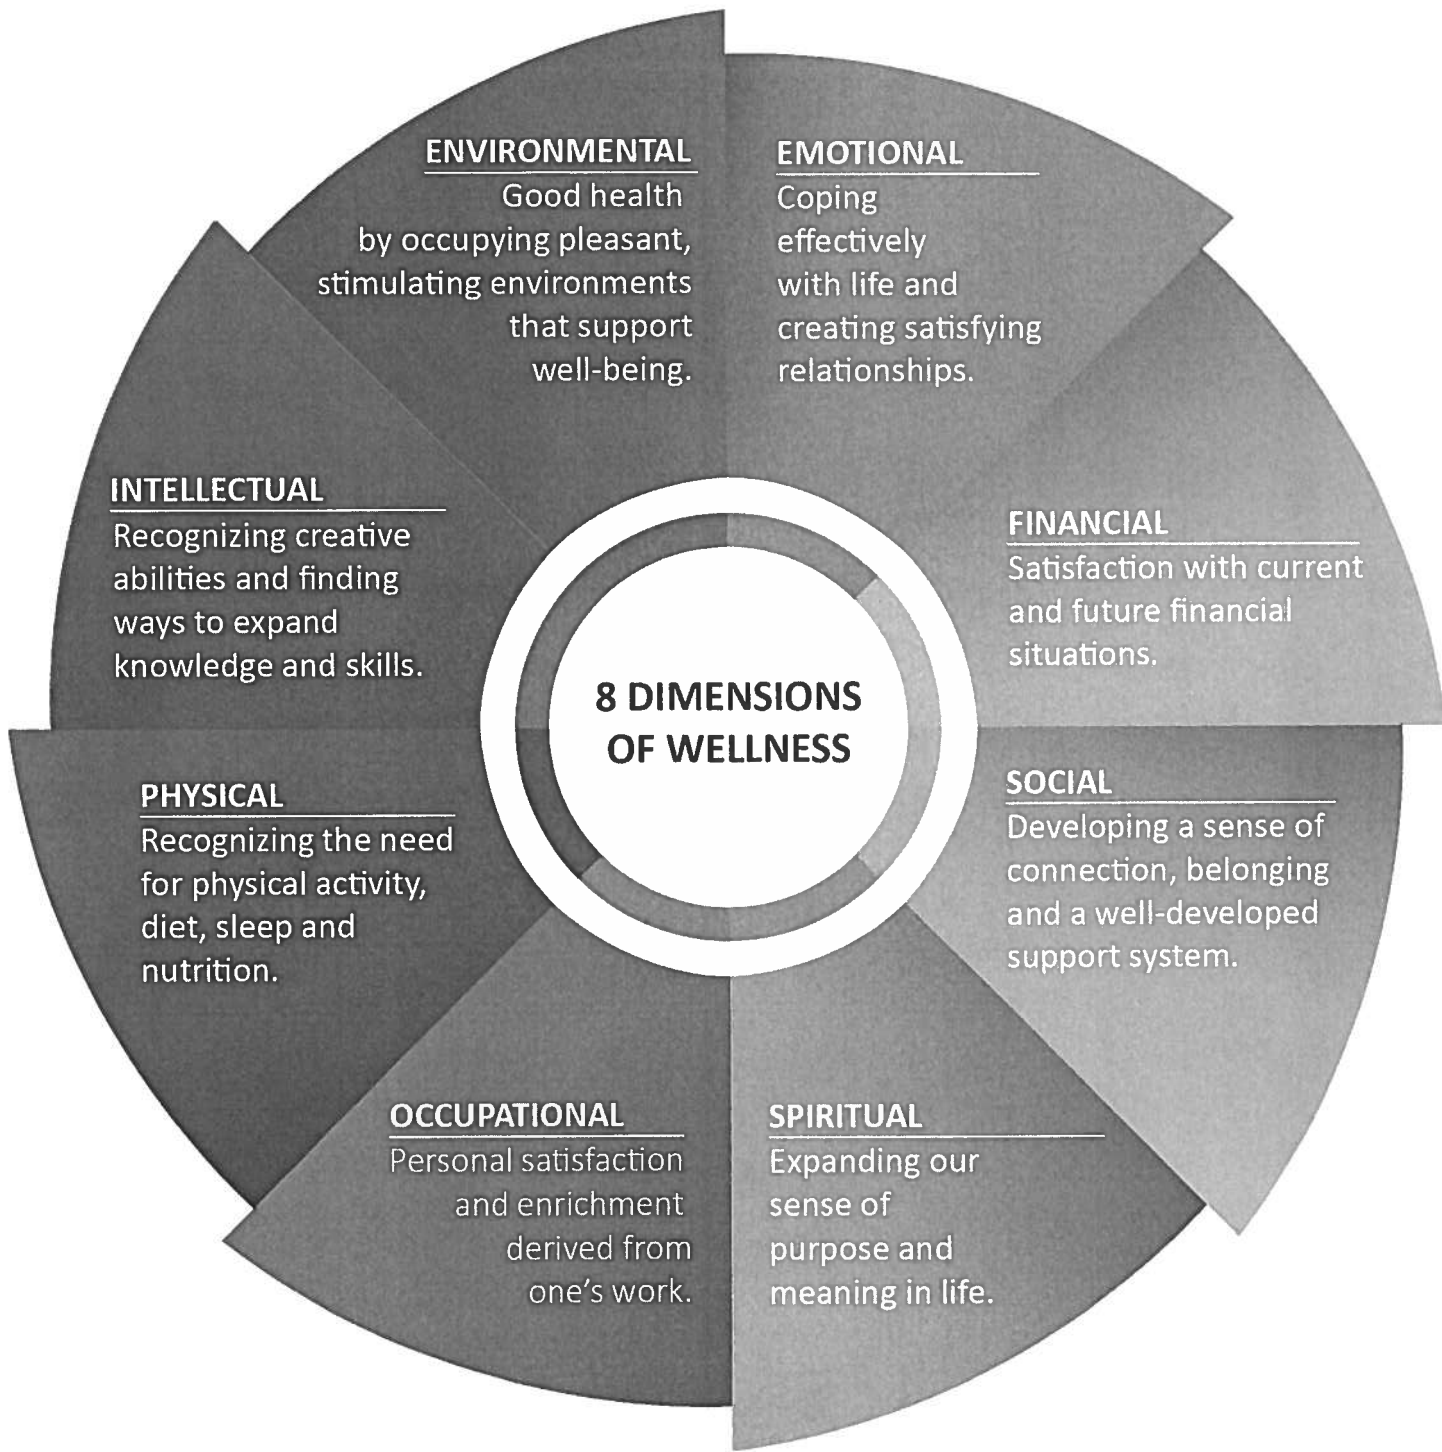 ENVIRONMENTAL
Good health
by occupying pleasant,
stimulating environments
that support
well-being.
EMOTIONAL
Coping
effectively
with life and
creating satisfying
relationships.
FINANCIAL
Satisfaction with current
and future financial
situations.
SOCIAL
Developing a sense of
connection, belonging
and a well-developed
support system.
SPIRITUAL
Expanding our
sense of
purpose and
meaning in life.
OCCUPATIONAL
Personal satisfaction
and enrichment
derived from
one's work.
PHYSICAL
Recognizing the need
for physical activity,
diet, sleep and
nutrition.
INTELLECTUAL
Recognizing creative
abilities and finding
ways to expand
knowledge and skills.
8 DIMENSIONS
OF WELLNESS